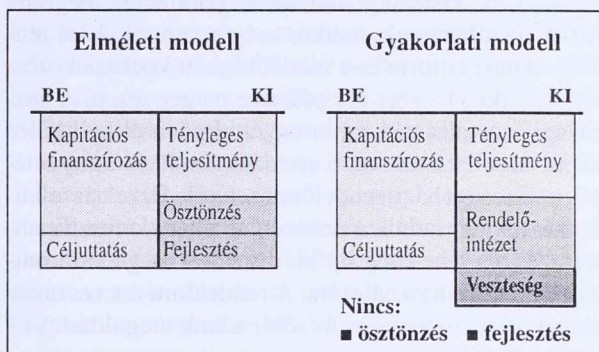 Elméleti modell
BE KI
Kapitációs
finanszírozás
Céljuttatás
Tényleges
teljesítmény
Ösztönzés
Fejlesztés
Gyakorlati modell
BE KI
Kapitációs
finanszírozás
Céljuttatás
Tényleges
teljesítmény
Rendelő-
intézet
Veszteség
Nincs:
■ ösztönzés ■ fejlesztés